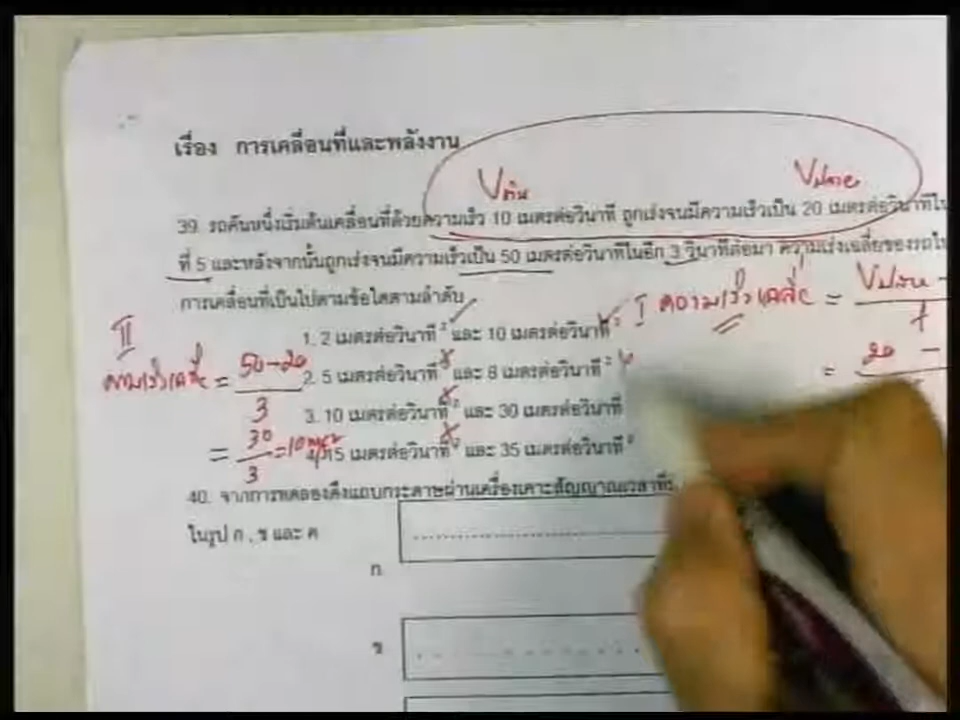 เรื่อง การเคลื่อนที่และพลังงาน
Vต้น
Vปลาย
39. รถคันหนึ่งเริ่มต้นเคลื่อนที่ด้วยความเร็ว 10 เมตรต่อวินาที ถูกเร่งจนมีความเร็วเป็น 20 เมตรต่อวินาทีใน
ที่ 5 และหลังจากนั้นถูกเร่งจนมีความเร็วเป็น 50 เมตรต่อวินาทีในอีก 3 วินาทีต่อมา ความเร่งเฉลี่ยของรถใน
การเคลื่อนที่เป็นไปตามข้อใดตามลำดับ
I ความเร่งเฉลี่ย = Vปลาย -
t
= 20 -
II
ความเร่งเฉลี่ย = 50-20
3
= 30 = 10
3
1. 2 เมตรต่อวินาที² และ 10 เมตรต่อวินาที²
2. 5 เมตรต่อวินาที² และ 8 เมตรต่อวินาที²
3. 10 เมตรต่อวินาที² และ 30 เมตรต่อวินาที
4. 15 เมตรต่อวินาที² และ 35 เมตรต่อวินาที²
40. จากการทดลองดึงแถบกระดาษผ่านเครื่องเคาะสัญญาณเวลาที่
ในรูป ก , ข และ ค
ก
ข